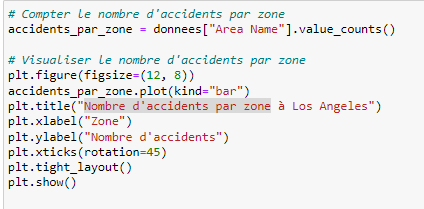 # Compter le nombre d'accidents par zone
accidents_par_zone = donnees["Area Name"].value_counts()
# Visualiser le nombre d'accidents par zone
plt.figure(figsize=(12, 8))
accidents_par_zone.plot(kind="bar")
plt.title("Nombre d'accidents par zone à Los Angeles")
plt.xlabel("Zone")
plt.ylabel("Nombre d'accidents")
plt.xticks(rotation=45)
plt.tight_layout()
plt.show()